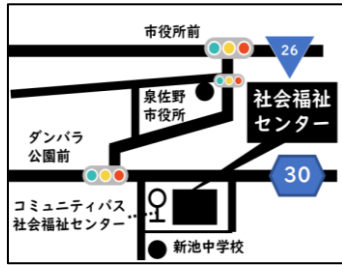 市役所前
26
泉佐野
市役所
社会福祉
センター
ダンバラ
公園前
30
コミュニティバス
社会福祉センター
新池中学校